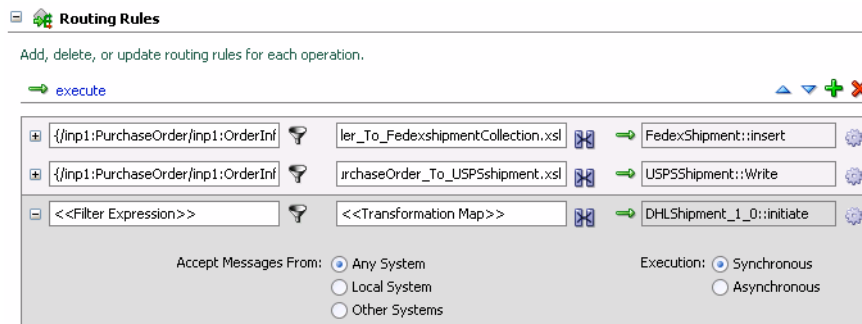 Routing Rules
Add, delete, or update routing rules for each operation.
execute
{/inp1:PurchaseOrder/inp1:OrderInf ler_To_FedexshipmentCollection.xsl FedexShipment::insert
{/inp1:PurchaseOrder/inp1:OrderInf urchaseOrder_To_USPSshipment.xsl USPSShipment::Write
<<Filter Expression>> <<Transformation Map>> DHLShipment_1_0::initiate
Accept Messages From: Any System Execution: Synchronous
Local System Asynchronous
Other Systems